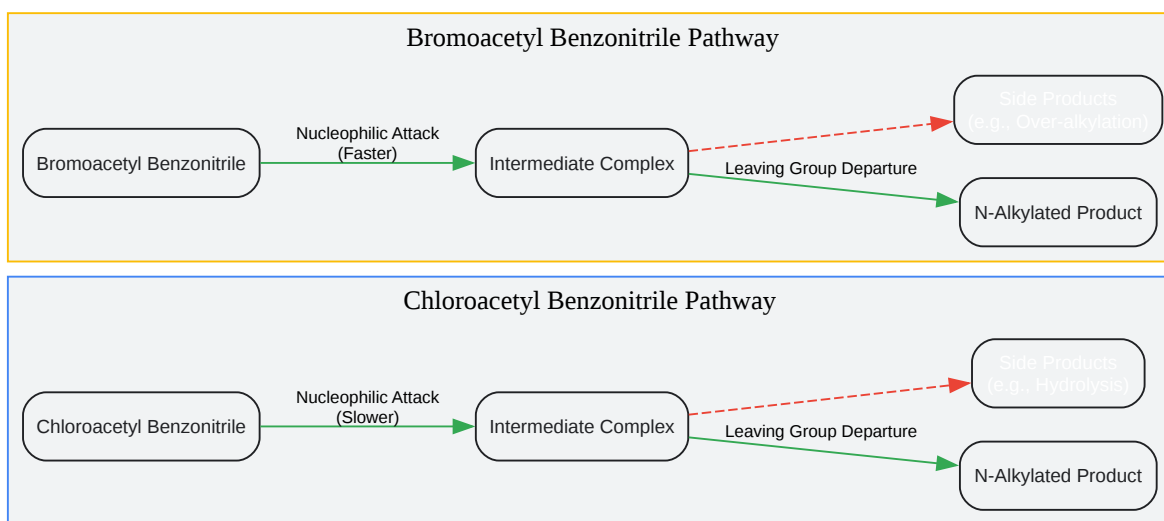 Bromoacetyl Benzonitrile Pathway
Side Products
(e.g., Over-alkylation)
Nucleophilic Attack
(Faster)
Bromoacetyl Benzonitrile
Intermediate Complex
Leaving Group Departure
N-Alkylated Product
Chloroacetyl Benzonitrile Pathway
Side Products
(e.g., Hydrolysis)
Nucleophilic Attack
(Slower)
Chloroacetyl Benzonitrile
Intermediate Complex
Leaving Group Departure
N-Alkylated Product